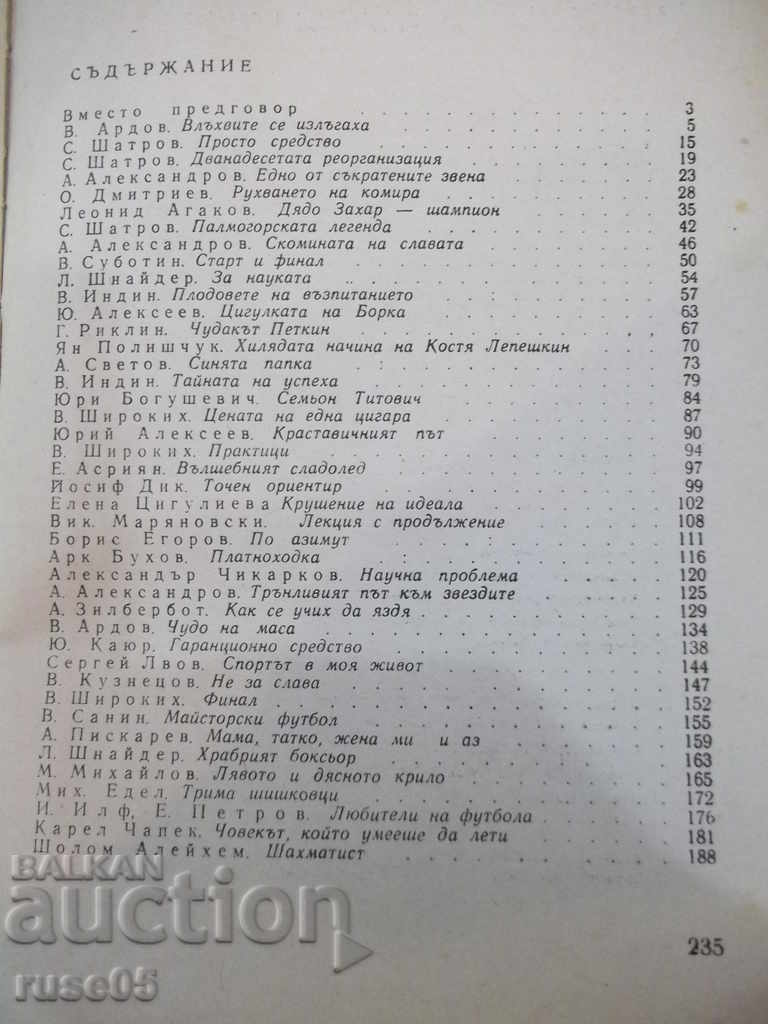 СЪДЪРЖАНИЕ
Вместо предговор . . . . . . . . . . . 3
В. Ардов. Влъхвите се излъгаха . . . . . . . . 5
С. Шатров. Просто средство . . . . . . . . . 15
С. Шатров. Дванадесетата реорганизация . . . . . . 19
А. Александров. Едно от съкратените звена . . . . . 23
О. Дмитриев. Рухването на комира . . . . . . . 28
Леонид Агаков. Дядо Захар — шампион . . . . . 35
С. Шатров. Палмогорската легенда . . . . . . . 42
А. Александров. Скомината на славата . . . . . . 46
В. Суботин. Старт и финал . . . . . . . . . 50
Л. Шнайдер. За науката . . . . . . . . . . 54
В. Индин. Плодовете на възпитанието . . . . . . . 57
Ю. Алексеев. Цигулката на Борка . . . . . . . 63
Г. Риклин. Чудакът Петкин . . . . . . . . . 67
Ян Полишчук. Хилядата начина на Костя Лепешкин . . . 70
А. Светов. Синята папка . . . . . . . . . . 73
В. Индин. Тайната на успеха . . . . . . . . . 79
Юри Богушевич. Семьон Титович . . . . . . . 84
В. Широких. Цената на една цигара . . . . . . . 87
Юрий Алексеев. Краставичният път . . . . . . 90
В. Широких. Практици . . . . . . . . . . 94
Е. Асриян. Вълшебният сладолед . . . . . . . . 97
Йосиф Дик. Точен ориентир . . . . . . . . . 99
Елена Цигулиева Крушение на идеала . . . . . . 102
Вик. Маряновски. Лекция с продължение . . . . . 108
Борис Егоров. По азимут . . . . . . . . . 111
Арк Бухов. Платноходка . . . . . . . . . . 116
Александър Чикарков. Научна проблема . . . . . 120
А. Александров. Трънливият път към звездите . . . . 125
А. Зилбербот. Как се учих да яздя . . . . . . . 129
В. Ардов. Чудо на маса . . . . . . . . . . 134
Ю. Каюр. Гаранционно средство . . . . . . . . 138
Сергей Лвов. Спортът в моя живот . . . . . . . 144
В. Кузнецов. Не за слава . . . . . . . . . 147
В. Широких. Финал . . . . . . . . . . . 152
В. Санин. Майсторски футбол . . . . . . . . . 155
А. Пискарев. Мама, татко, жена ми и аз . . . . . 159
Л. Шнайдер. Храбрият боксьор . . . . . . . . 163
М. Михайлов. Лявото и дясното крило . . . . . . 165
Мих. Едел. Трима шишковци . . . . . . . . . 172
И. Илф, Е. Петров. Любители на футбола . . . . . 176
Карел Чапек. Човекът, който умееше да лети . . . . 181
Шолом Алейхем. Шахматист . . . . . . . . . 188
BALKAN
auction
ruse05
235